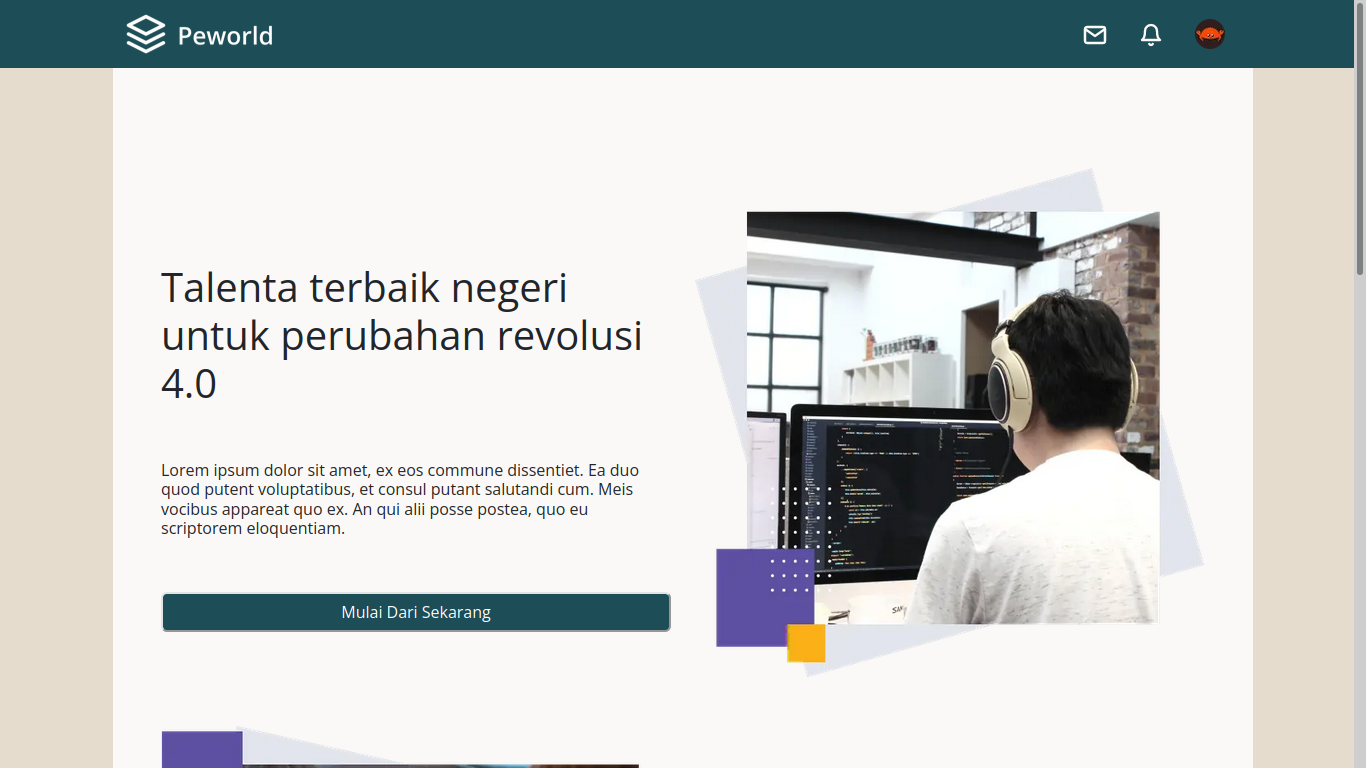 Peworld
Talenta terbaik negeri
untuk perubahan revolusi
4.0
Lorem ipsum dolor sit amet, ex eos commune dissentiet. Ea duo
quod putent voluptatibus, et consul putant salutandi cum. Meis
vocibus appareat quo ex. An qui alii posse postea, quo eu
scriptorem eloquentiam.
Mulai Dari Sekarang